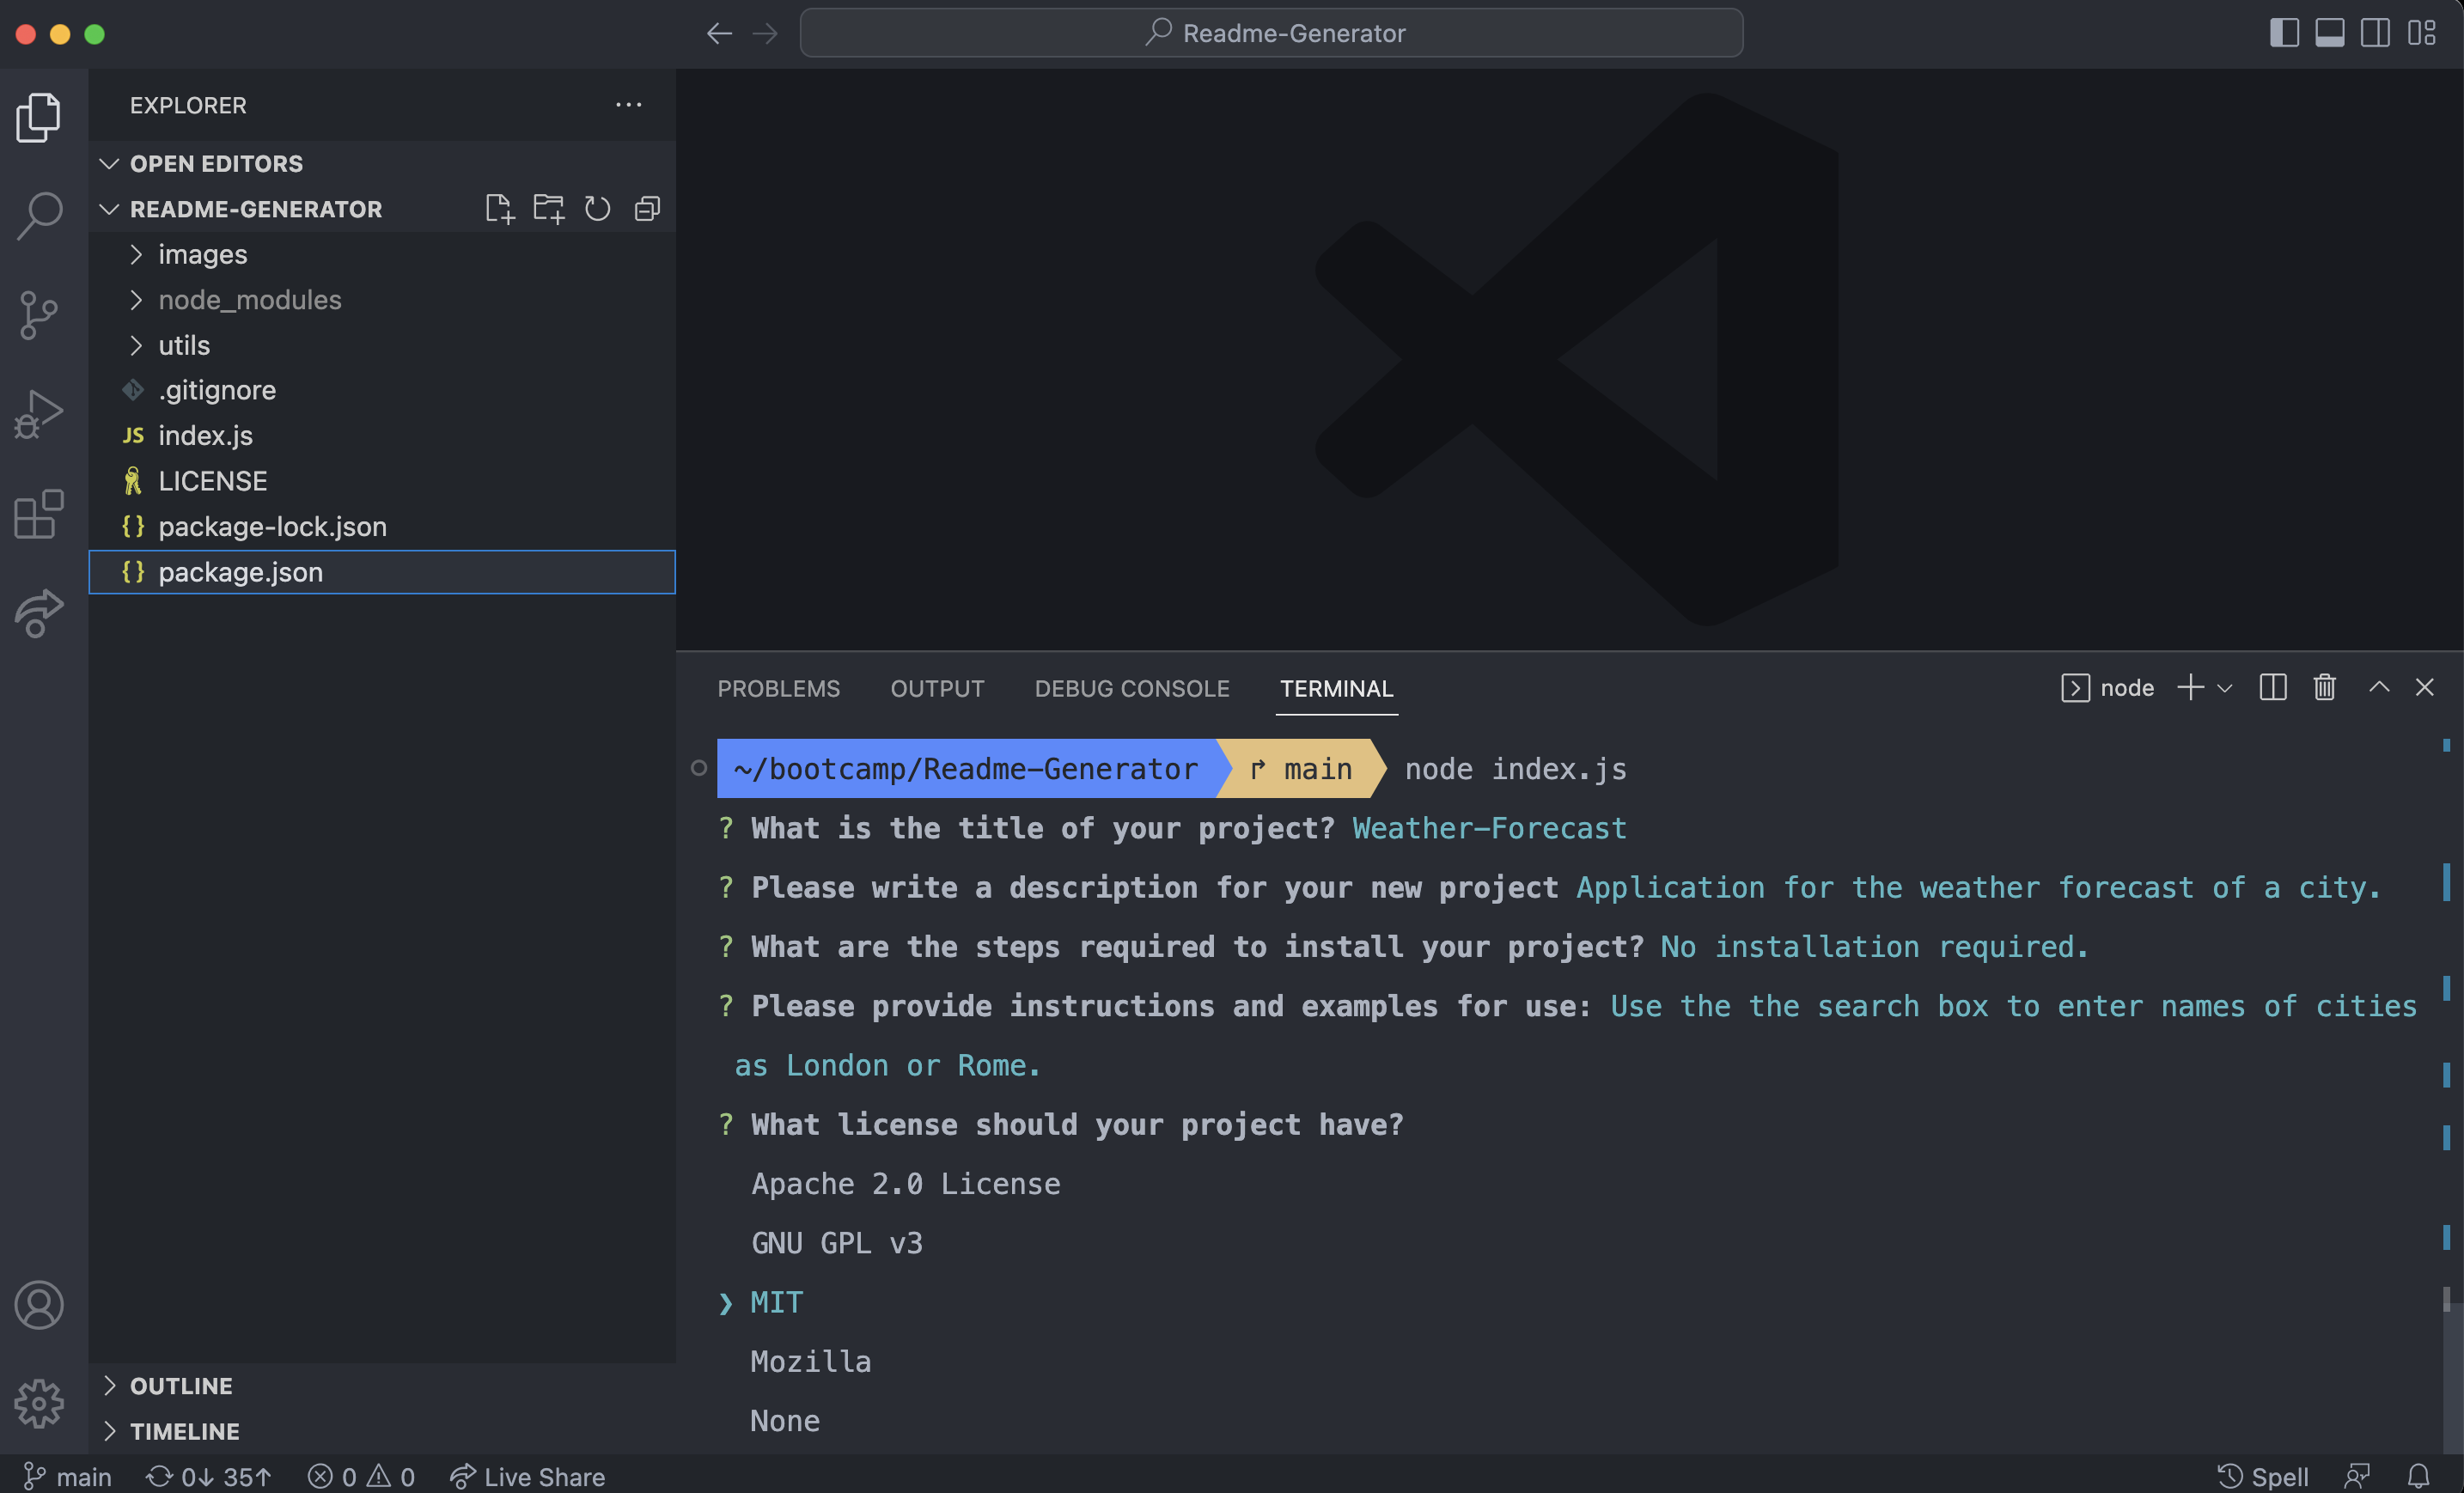 Readme-Generator
EXPLORER
OPEN EDITORS
README-GENERATOR
images
node_modules
utils
.gitignore
JS index.js
LICENSE
{} package-lock.json
{} package.json
OUTLINE
TIMELINE
PROBLEMS OUTPUT DEBUG CONSOLE TERMINAL
node
~/bootcamp/Readme-Generator main node index.js
? What is the title of your project? Weather-Forecast
? Please write a description for your new project Application for the weather forecast of a city.
? What are the steps required to install your project? No installation required.
? Please provide instructions and examples for use: Use the the search box to enter names of cities
as London or Rome.
? What license should your project have?
Apache 2.0 License
GNU GPL v3
❯ MIT
Mozilla
None
main 0↓ 35↑ 0 0 Live Share
Spell